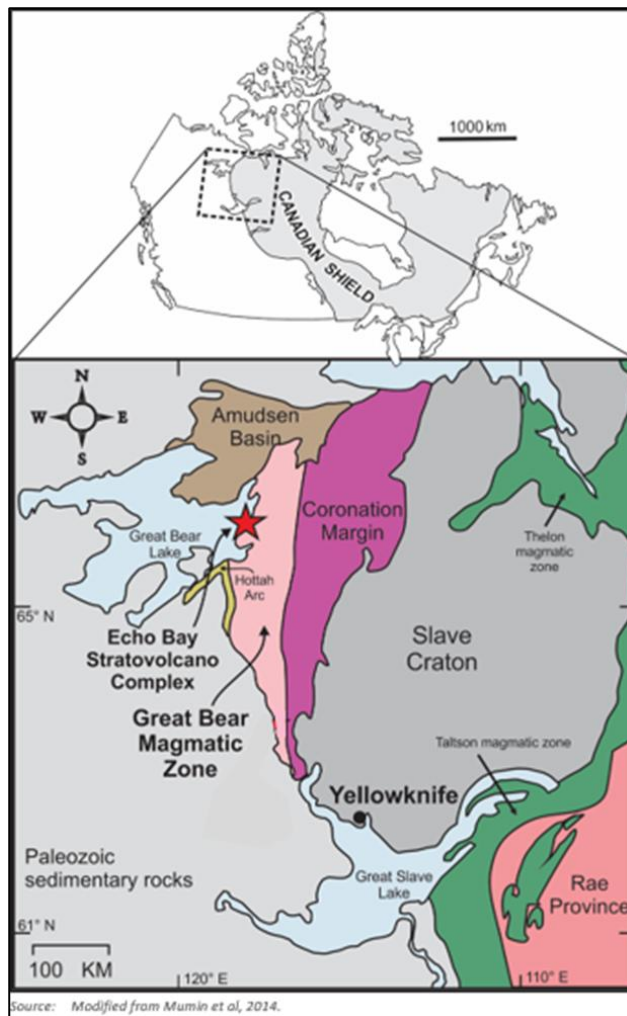 1000 km
CANADIAN SHIELD
N
W E
S
Amudsen
Basin
Coronation
Margin
Great Bear
Lake
Thelon
magmatic
zone
Hottah
Arc
65° N
Echo Bay
Stratovolcano
Complex
Slave
Craton
Great Bear
Magmatic
Zone
Taltson magmatic zone
Yellowknife
Paleozoic
sedimentary rocks
Great Slave
Lake
Rae
Province
61° N
100 KM
120° E
110° E
Source: Modified from Mumin et al, 2014.